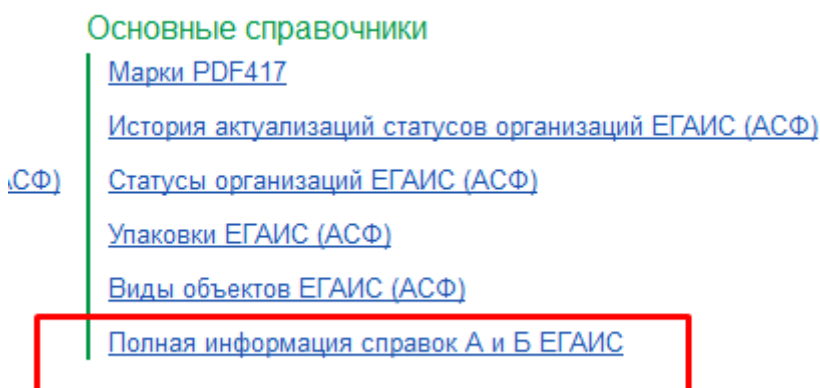 Основные справочники
Марки PDF417
История актуализаций статусов организаций ЕГАИС (АСФ)
СФ) Статусы организаций ЕГАИС (АСФ)
Упаковки ЕГАИС (АСФ)
Виды объектов ЕГАИС (АСФ)
Полная информация справок А и Б ЕГАИС